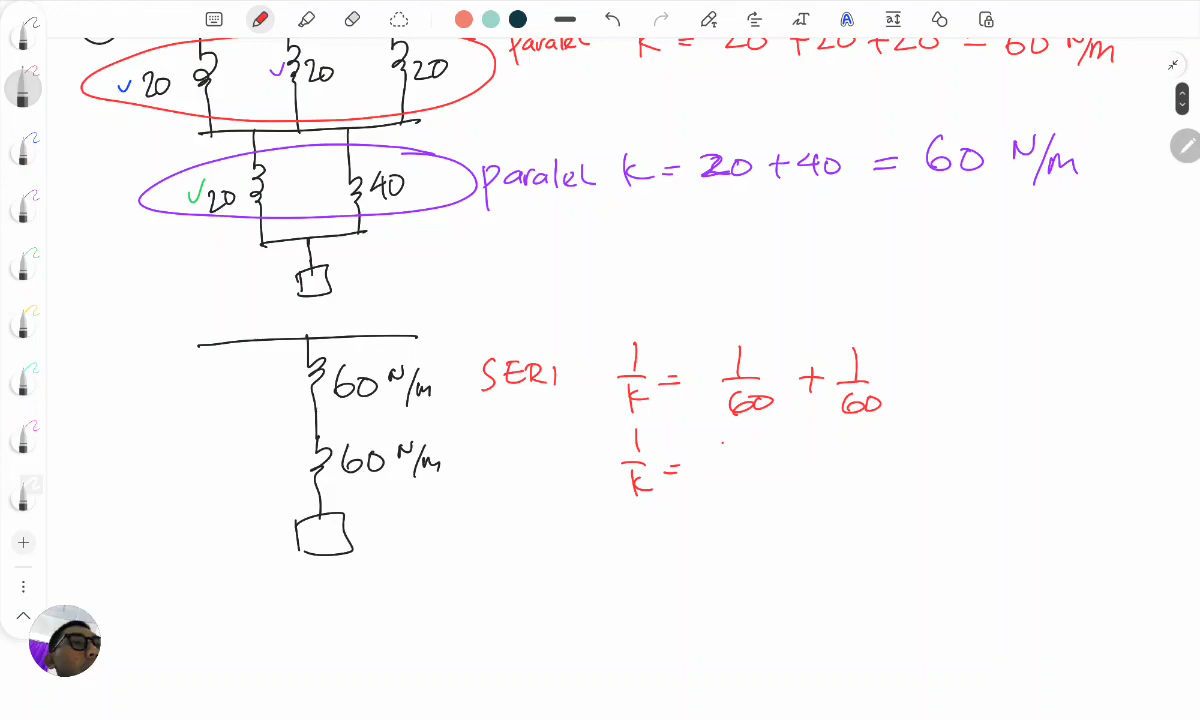 paralel k = 20 + 20 + 20 = 60 N/m
20 20 20
paralel k = 20 + 40 = 60 N/m
20 40
60 N/m
SERI 1/k = 1/60 + 1/60
60 N/m
1/k =